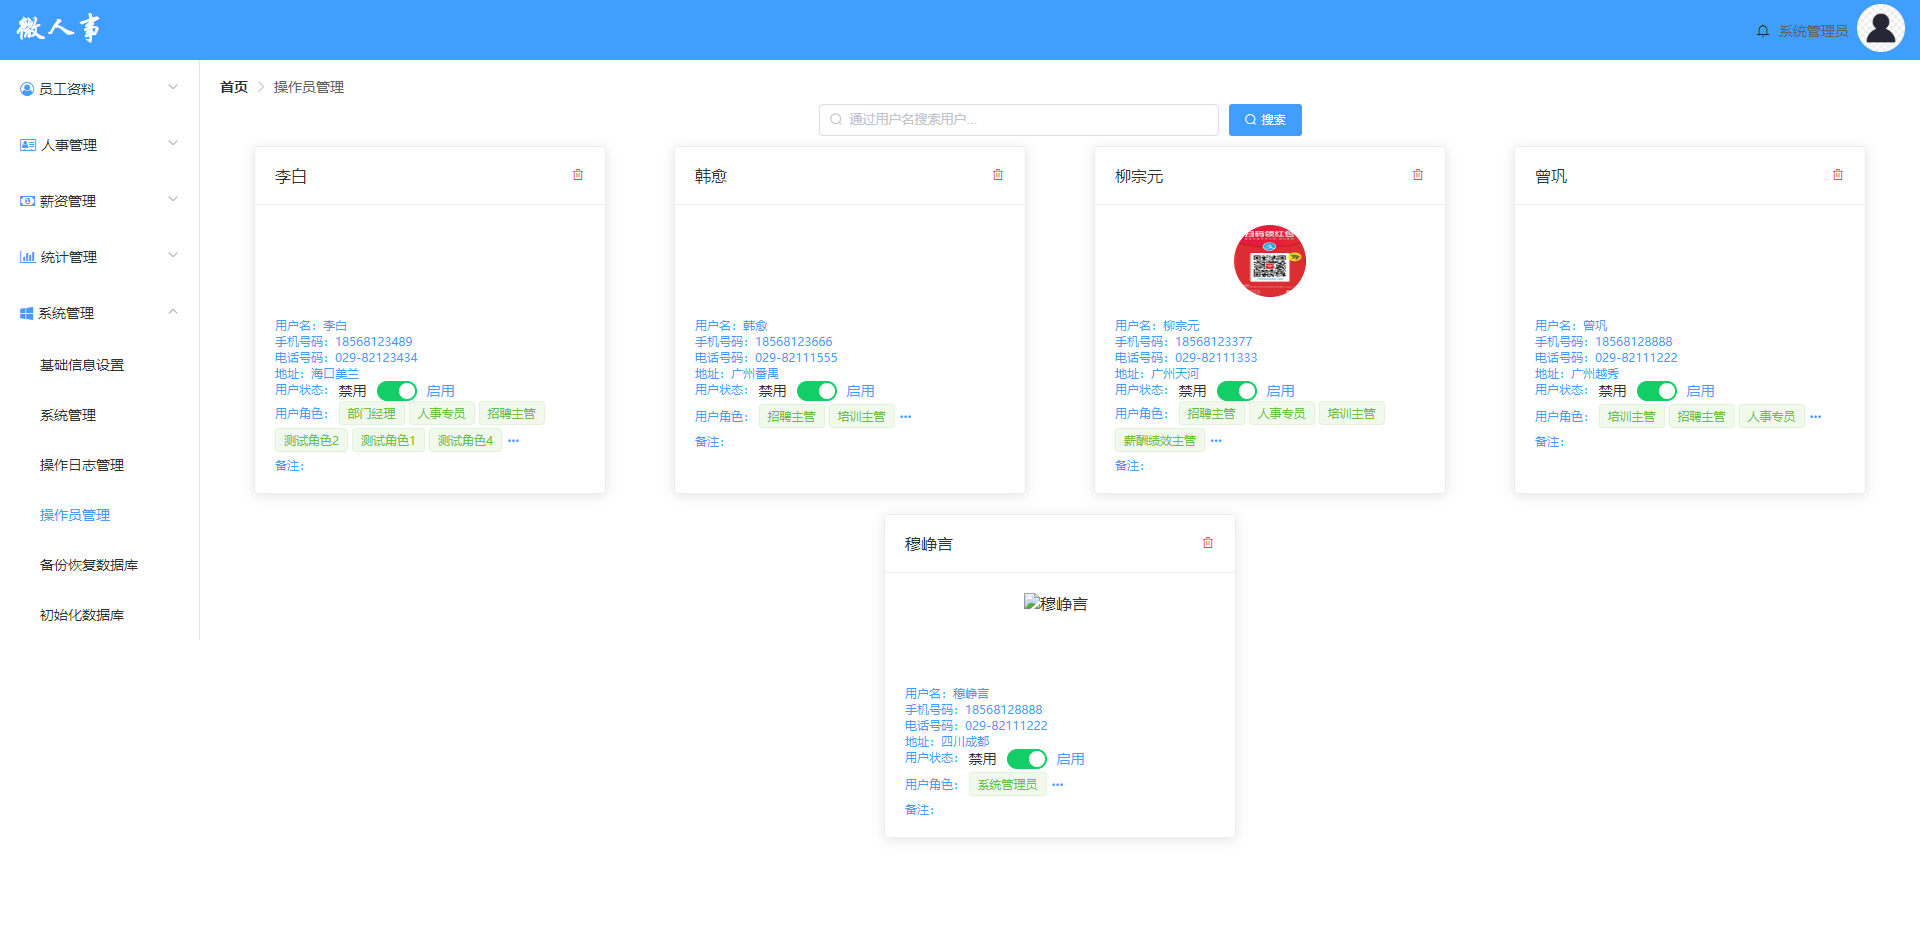 微人事
系统管理员
员工资料
人事管理
薪资管理
统计管理
系统管理
基础信息设置
系统管理
操作日志管理
操作员管理
备份恢复数据库
初始化数据库
首页 > 操作员管理
通过用户名搜索用户...
搜索
李白
用户名：李白
手机号码：18568123489
电话号码：029-82123434
地址：海口美兰
用户状态： 禁用 启用
用户角色： 部门经理 人事专员 招聘主管
测试角色2 测试角色1 测试角色4 •••
备注：
韩愈
用户名：韩愈
手机号码：18568123666
电话号码：029-82111555
地址：广州番禺
用户状态： 禁用 启用
用户角色： 招聘主管 培训主管 •••
备注：
柳宗元
扫码领红包
用户名：柳宗元
手机号码：18568123377
电话号码：029-82111333
地址：广州天河
用户状态： 禁用 启用
用户角色： 招聘主管 人事专员 培训主管
薪酬绩效主管 •••
备注：
曾巩
用户名：曾巩
手机号码：18568128888
电话号码：029-82111222
地址：广州越秀
用户状态： 禁用 启用
用户角色： 培训主管 招聘主管 人事专员 •••
备注：
穆峥言
穆峥言
用户名：穆峥言
手机号码：18568128888
电话号码：029-82111222
地址：四川成都
用户状态： 禁用 启用
用户角色： 系统管理员 •••
备注：